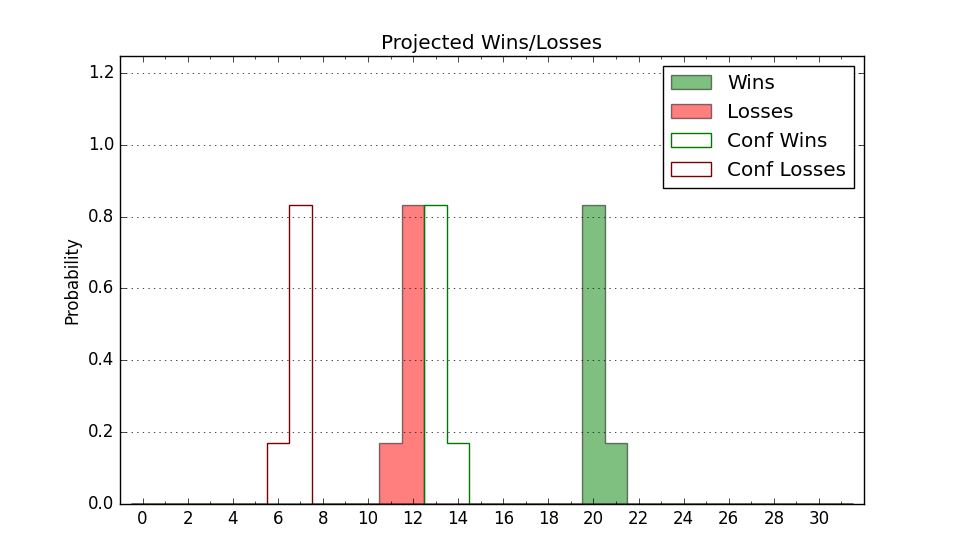 Projected Wins/Losses
1.2
1.0
0.8
0.6
0.4
0.2
0.0
Probability
Wins
Losses
Conf Wins
Conf Losses
0 2 4 6 8 10 12 14 16 18 20 22 24 26 28 30